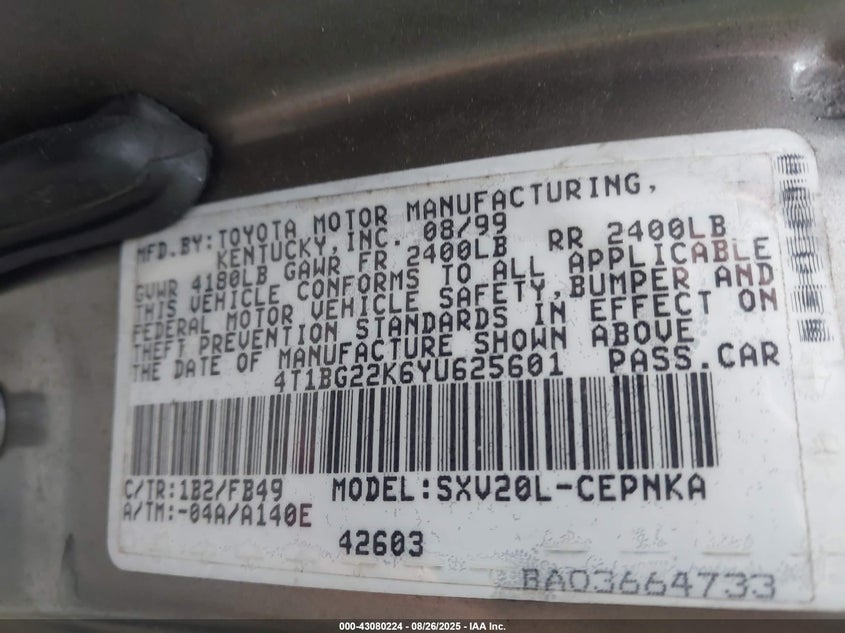 MFD.BY:TOYOTA MOTOR MANUFACTURING,
KENTUCKY,INC. 08/99
GVWR 4180LB GAWR FR 2400LB RR 2400LB
THIS VEHICLE CONFORMS TO ALL APPLICABLE
FEDERAL MOTOR VEHICLE SAFETY,BUMPER AND
THEFT PREVENTION STANDARDS IN EFFECT ON
THE DATE OF MANUFACTURE SHOWN ABOVE
4T1BG22K6YU625601 PASS.CAR
C/TR:1B2/FB49 MODEL:SXV20L-CEPNKA
A/TM:-04A/A140E
42603
BA03664733
000-43080224 - 08/26/2025 - IAA Inc.